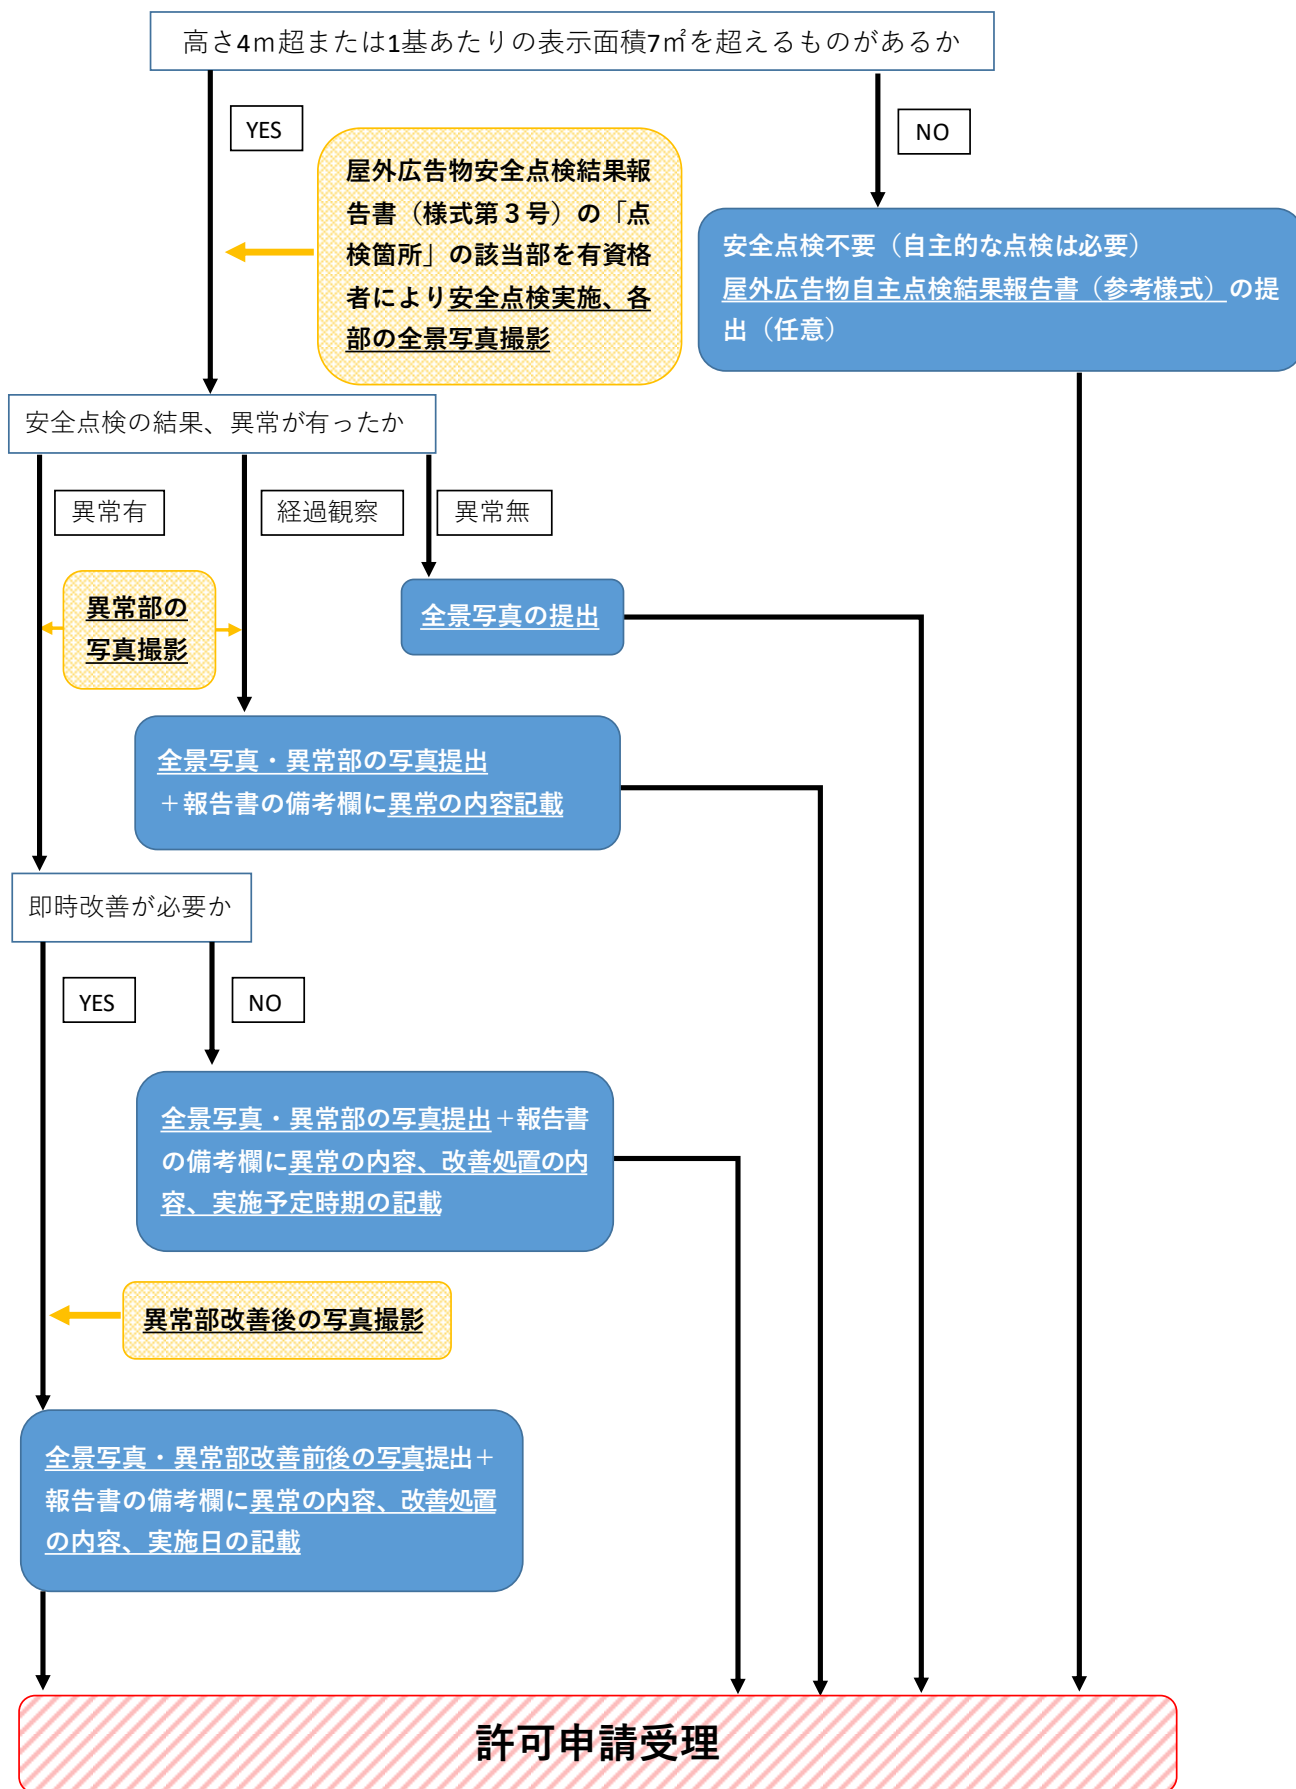 高さ4ｍ超または1基あたりの表示面積7㎡を超えるものがあるか
YES
NO
屋外広告物安全点検結果報
告書（様式第３号）の「点
検箇所」の該当部を有資格
者により安全点検実施、各
部の全景写真撮影
安全点検不要（自主的な点検は必要）
屋外広告物自主点検結果報告書（参考様式）の提
出（任意）
安全点検の結果、異常が有ったか
異常有
経過観察
異常無
異常部の
写真撮影
全景写真の提出
全景写真・異常部の写真提出
＋報告書の備考欄に異常の内容記載
即時改善が必要か
YES
NO
全景写真・異常部の写真提出＋報告書
の備考欄に異常の内容、改善処置の内
容、実施予定時期の記載
異常部改善後の写真撮影
全景写真・異常部改善前後の写真提出＋
報告書の備考欄に異常の内容、改善処置
の内容、実施日の記載
許可申請受理